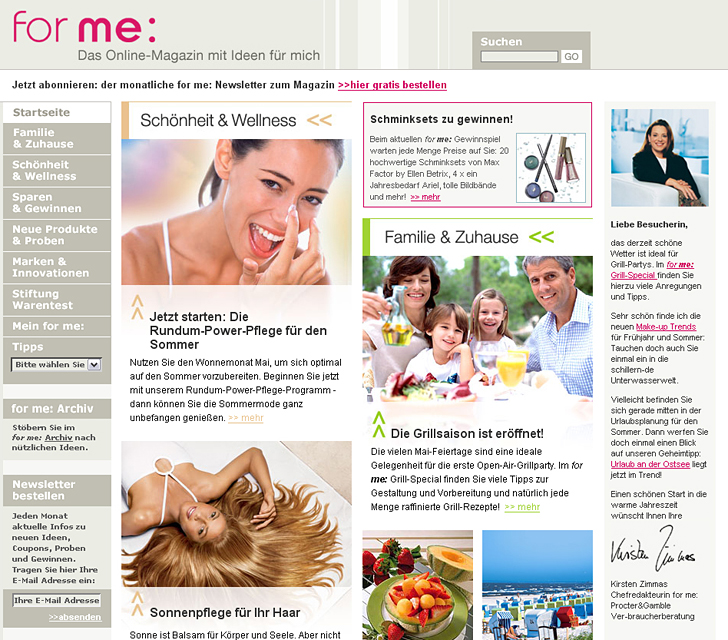 for me:
Das Online-Magazin mit Ideen für mich
Suchen
GO
Jetzt abonnieren: der monatliche for me: Newsletter zum Magazin >>hier gratis bestellen
Startseite
Familie
& Zuhause
Schönheit
& Wellness
Sparen
& Gewinnen
Neue Produkte
& Proben
Marken &
Innovationen
Stiftung
Warentest
Mein for me:
Tipps
Bitte wählen Sie
for me: Archiv
Stöbern Sie im
for me: Archiv nach
nützlichen Ideen.
Newsletter
bestellen
Jeden Monat
aktuelle Infos zu
neuen Ideen,
Coupons, Proben
und Gewinnen.
Tragen Sie hier Ihre
E-Mail Adresse ein:
Ihre E-Mail Adresse
>>absenden
Schönheit & Wellness <<
Jetzt starten: Die
Rundum-Power-Pflege für den
Sommer
Nutzen Sie den Wonnemonat Mai, um sich optimal
auf den Sommer vorzubereiten. Beginnen Sie jetzt
mit unserem Rundum-Power-Pflege-Programm -
dann können Sie die Sommermode ganz
unbefangen genießen. >> mehr
Sonnenpflege für Ihr Haar
Sonne ist Balsam für Körper und Seele. Aber nicht
Schminksets zu gewinnen!
Beim aktuellen for me: Gewinnspiel
warten jede Menge Preise auf Sie: 20
hochwertige Schminksets von Max
Factor by Ellen Betrix, 4 x ein
Jahresbedarf Ariel, tolle Bildbände
und mehr! >> mehr
Familie & Zuhause <<
Die Grillsaison ist eröffnet!
Die vielen Mai-Feiertage sind eine ideale
Gelegenheit für die erste Open-Air-Grillparty. Im for
me: Grill-Special finden Sie viele Tipps zur
Gestaltung und Vorbereitung und natürlich jede
Menge raffinierte Grill-Rezepte! >> mehr
Liebe Besucherin,
das derzeit schöne
Wetter ist ideal für
Grill-Partys. Im for me:
Grill-Special finden Sie
hierzu viele Anregungen
und Tipps.
Sehr schön finde ich die
neuen Make-up Trends
für Frühjahr und Sommer:
Tauchen doch auch Sie
einmal ein in die
schillern-de
Unterwasserwelt.
Vielleicht befinden Sie
sich gerade mitten in der
Urlaubsplanung für den
Sommer. Dann werfen Sie
doch einmal einen Blick
auf unseren Geheimtipp:
Urlaub an der Ostsee liegt
jetzt im Trend!
Einen schönen Start in die
warme Jahreszeit
wünscht Ihnen Ihre
Kirsten Zimmas
Kirsten Zimmas
Chefredakteurin for me:
Procter&Gamble
Ver-braucherberatung